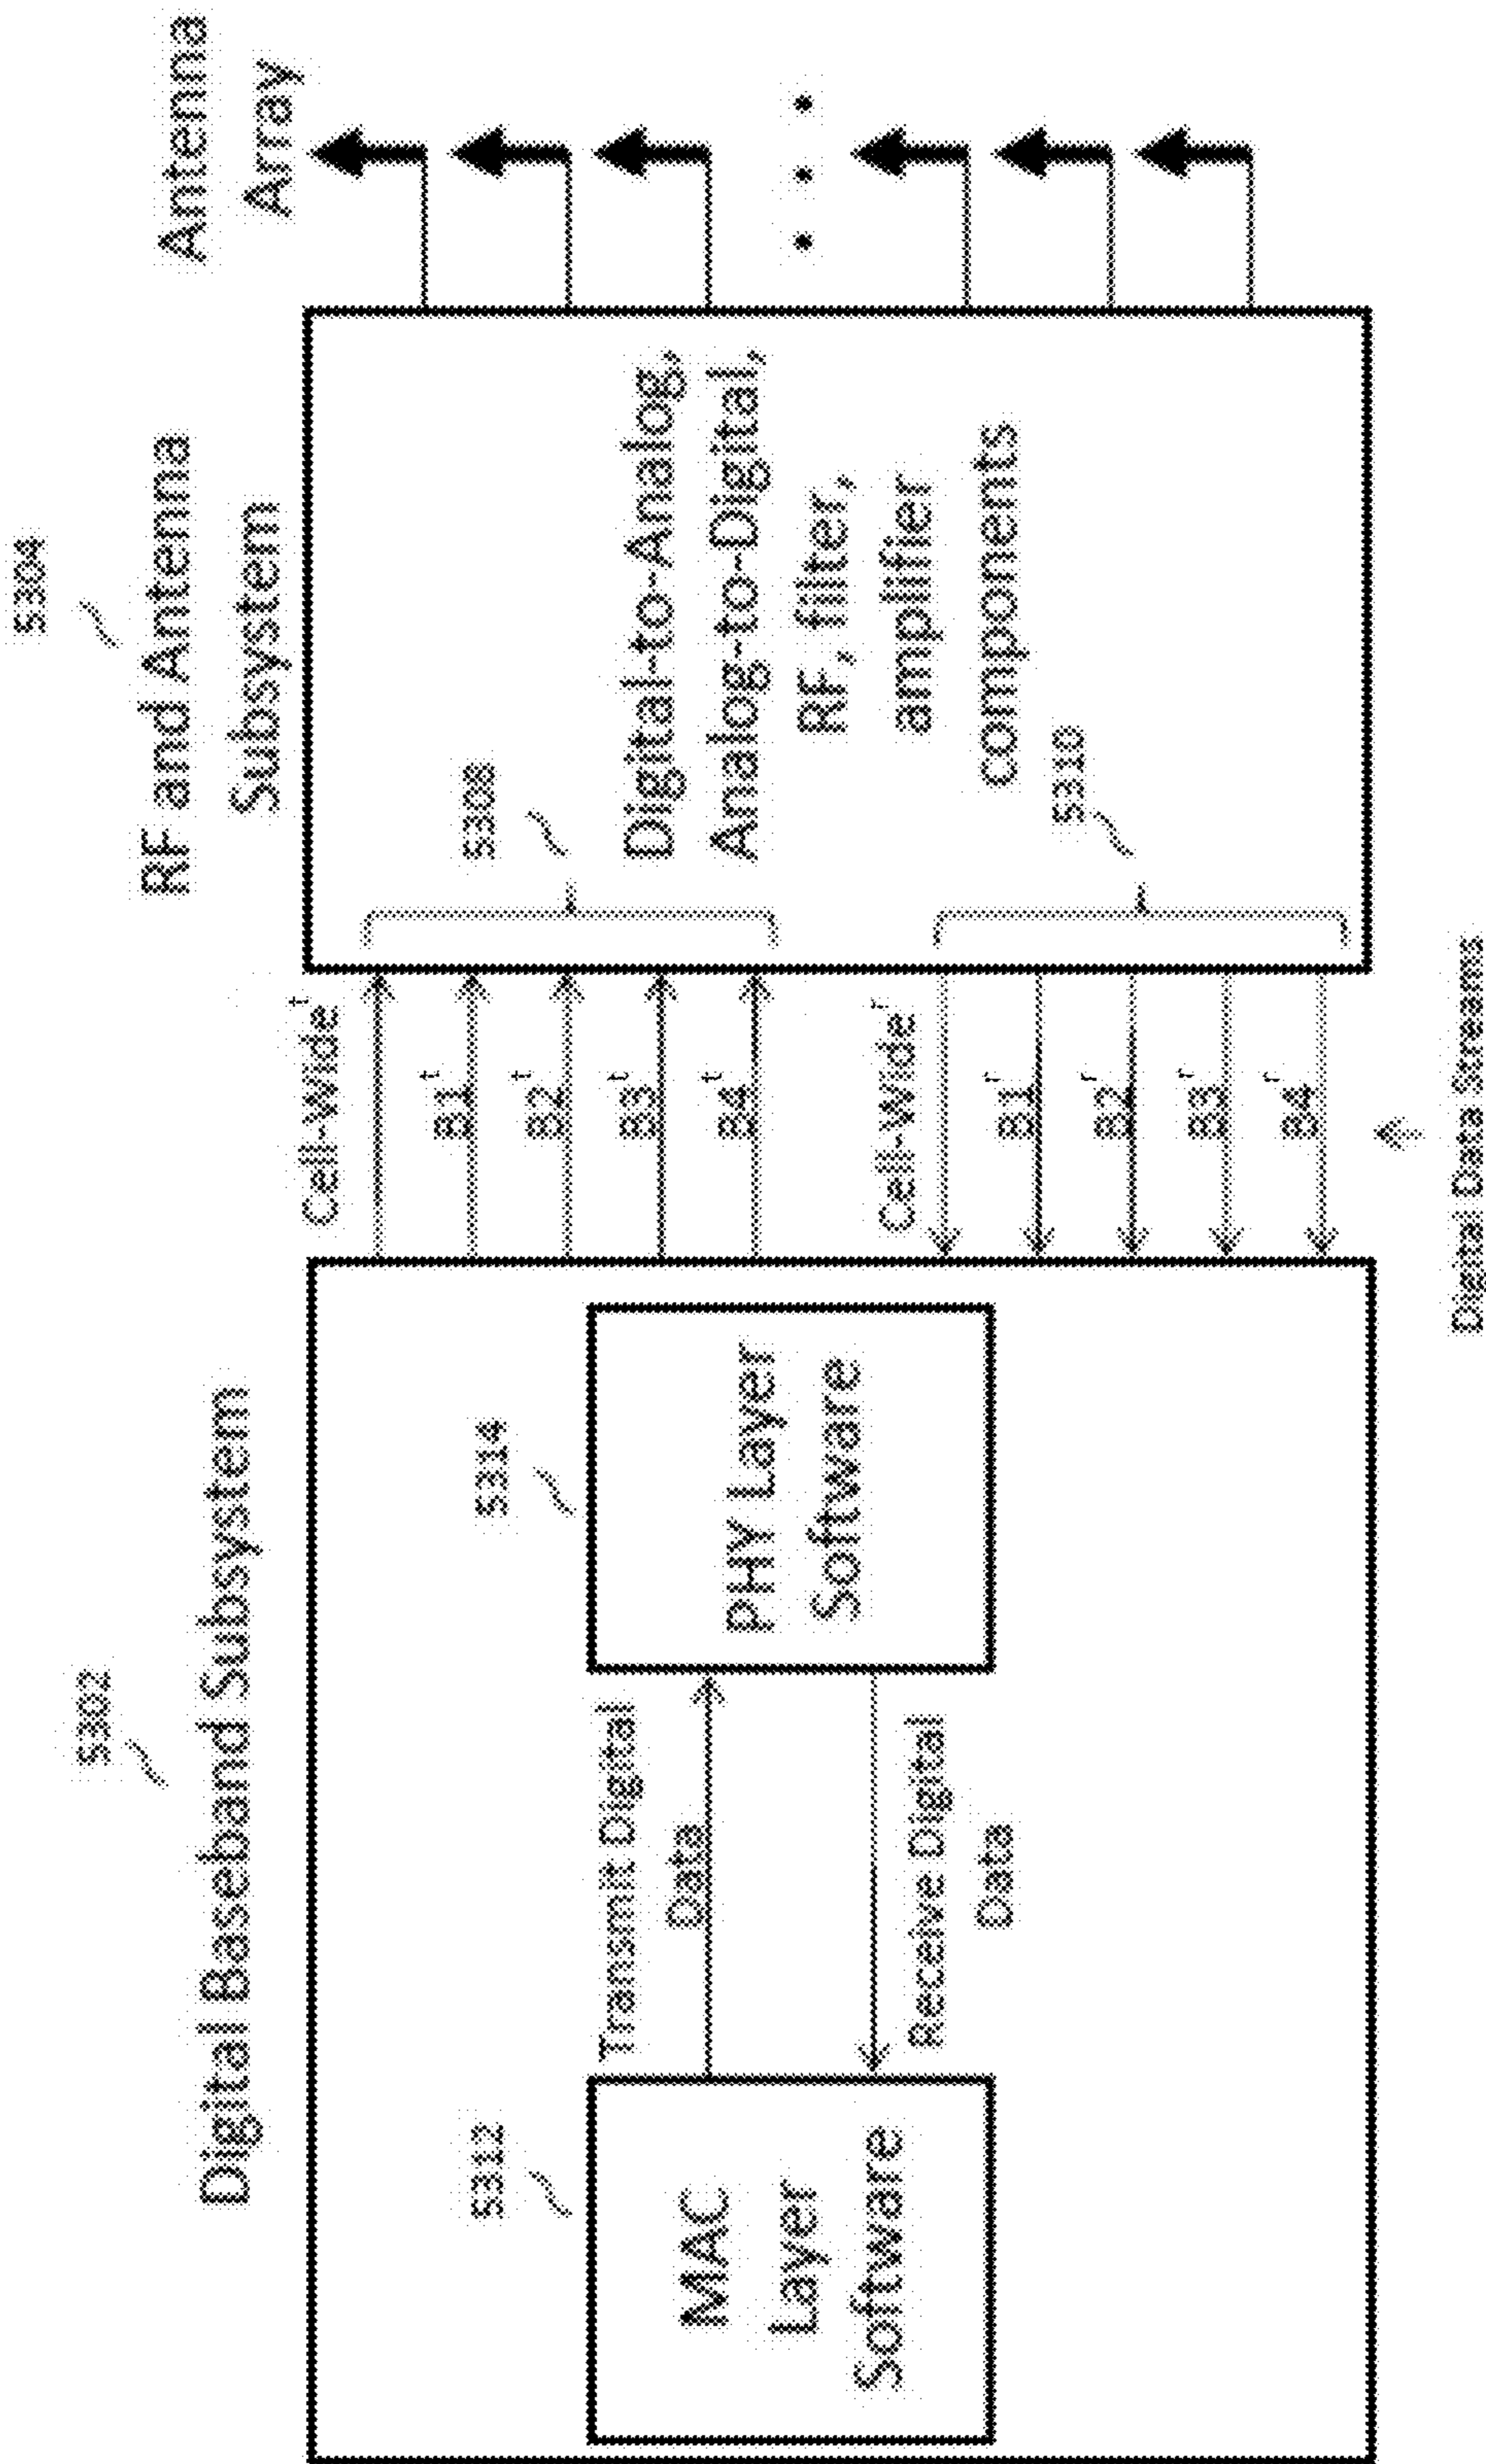 5302
Digital Baseband Subsystem
5312
MAC
Layer
Software
Transmit Digital
Data
Receive Digital
Data
5314
PHY Layer
Software
Cell-Wide^t
B1^t
B2^t
B3^t
B4^t
Cell-Wide^r
B1^r
B2^r
B3^r
B4^r
Digital Data Streams
5304
RF and Antenna
Subsystem
5308
Digital-to-Analog,
Analog-to-Digital,
RF, filter,
amplifier
components
5310
Antenna
Array